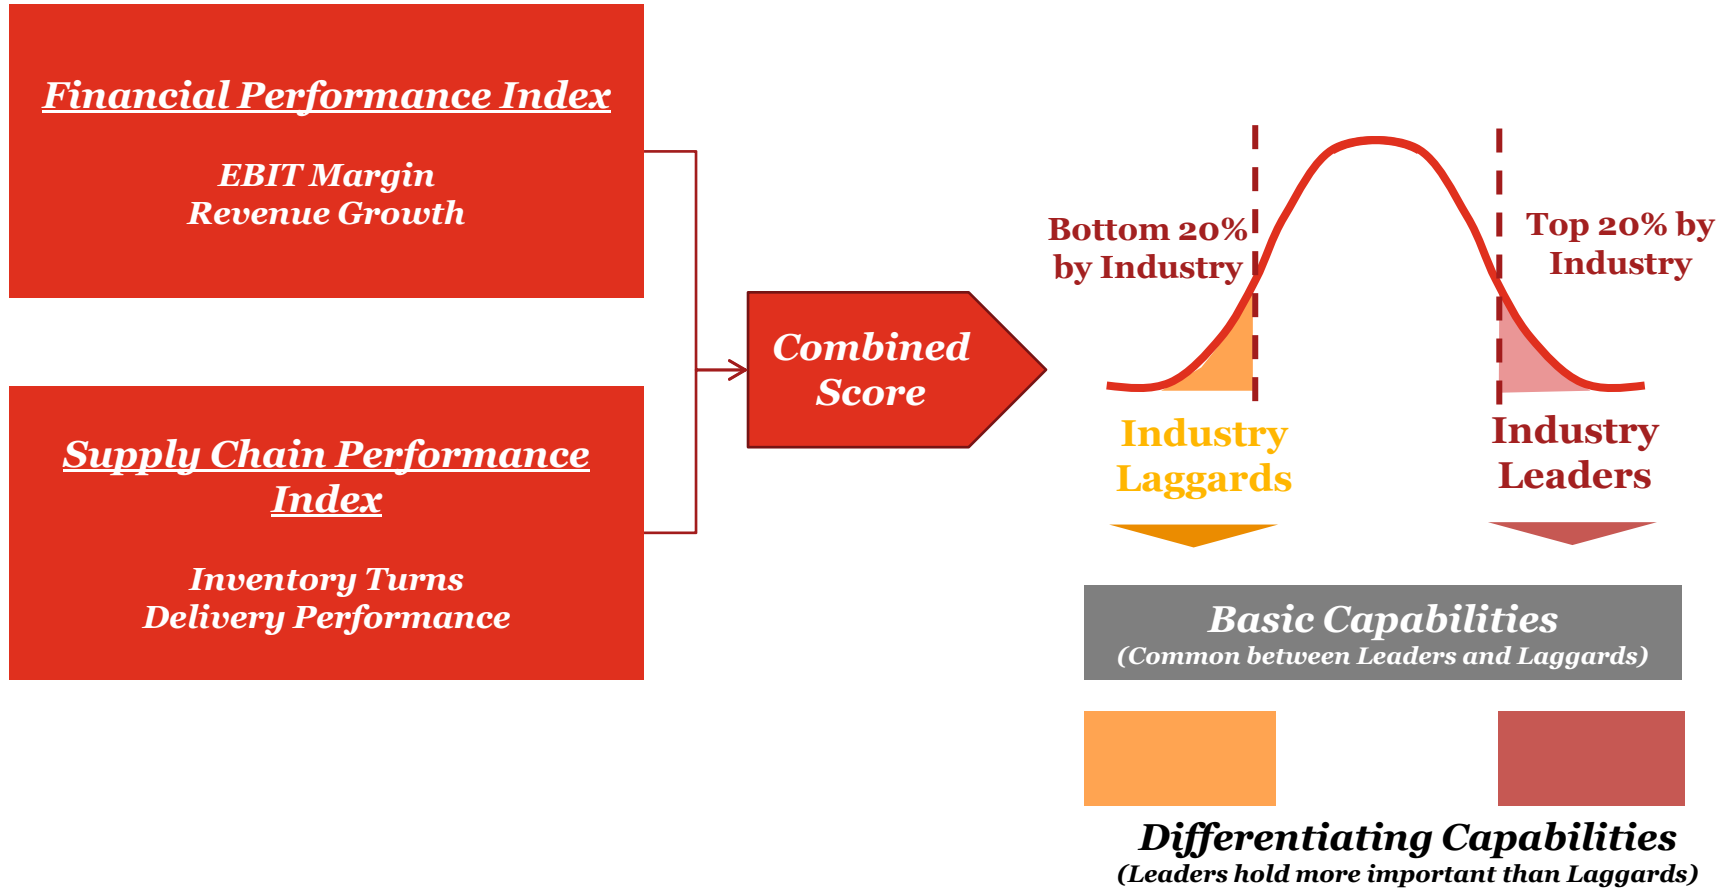 Financial Performance Index
EBIT Margin
Revenue Growth
Supply Chain Performance
Index
Inventory Turns
Delivery Performance
Combined
Score
Bottom 20%
by Industry
Top 20% by
Industry
Industry
Laggards
Industry
Leaders
Basic Capabilities
(Common between Leaders and Laggards)
Differentiating Capabilities
(Leaders hold more important than Laggards)